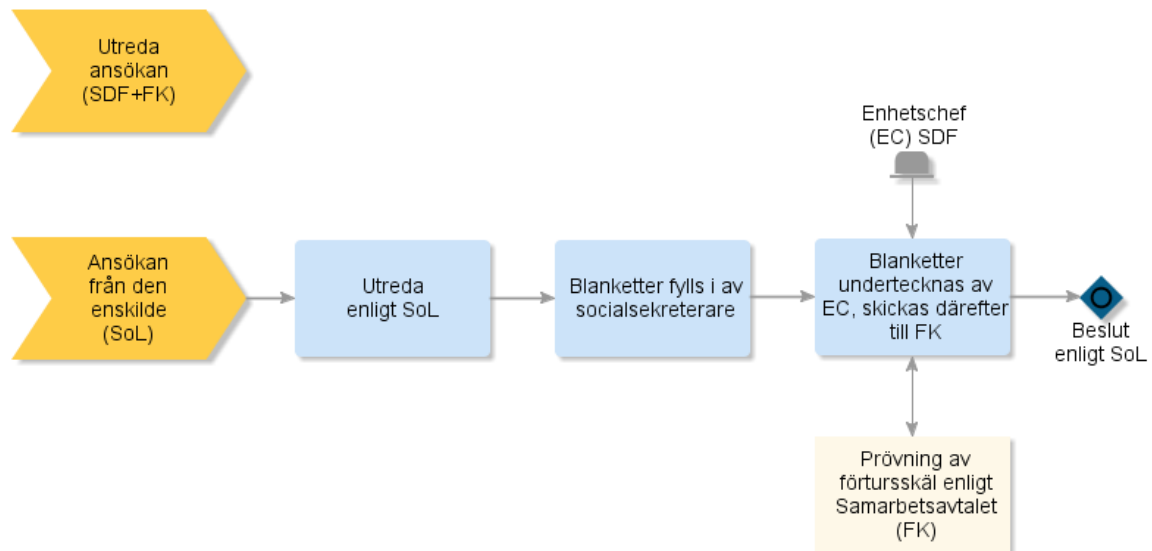 Utreda
ansökan
(SDF+FK)
Enhetschef
(EC) SDF
Ansökan
från den
enskilde
(SoL)
Utreda
enligt SoL
Blanketter fylls i av
socialsekreterare
Blanketter
undertecknas av
EC, skickas därefter
till FK
Beslut
enligt SoL
Prövning av
förtursskäl enligt
Samarbetsavtalet
(FK)